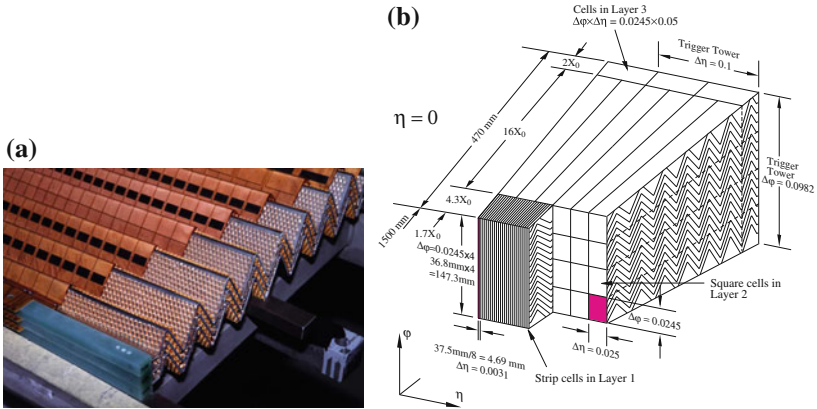 (a)
(b)
Cells in Layer 3
Δφ×Δη = 0.0245×0.05
Trigger Tower
Δη = 0.1
2X₀
η = 0
470 mm
16X₀
4.3X₀
1500 mm
1.7X₀
Δφ=0.0245x4
36.8mmx4
=147.3mm
Trigger
Tower
Δφ = 0.0982
Square cells in
Layer 2
Δφ = 0.0245
37.5mm/8 = 4.69 mm
Δη = 0.0031
Δη = 0.025
Strip cells in Layer 1
φ
η